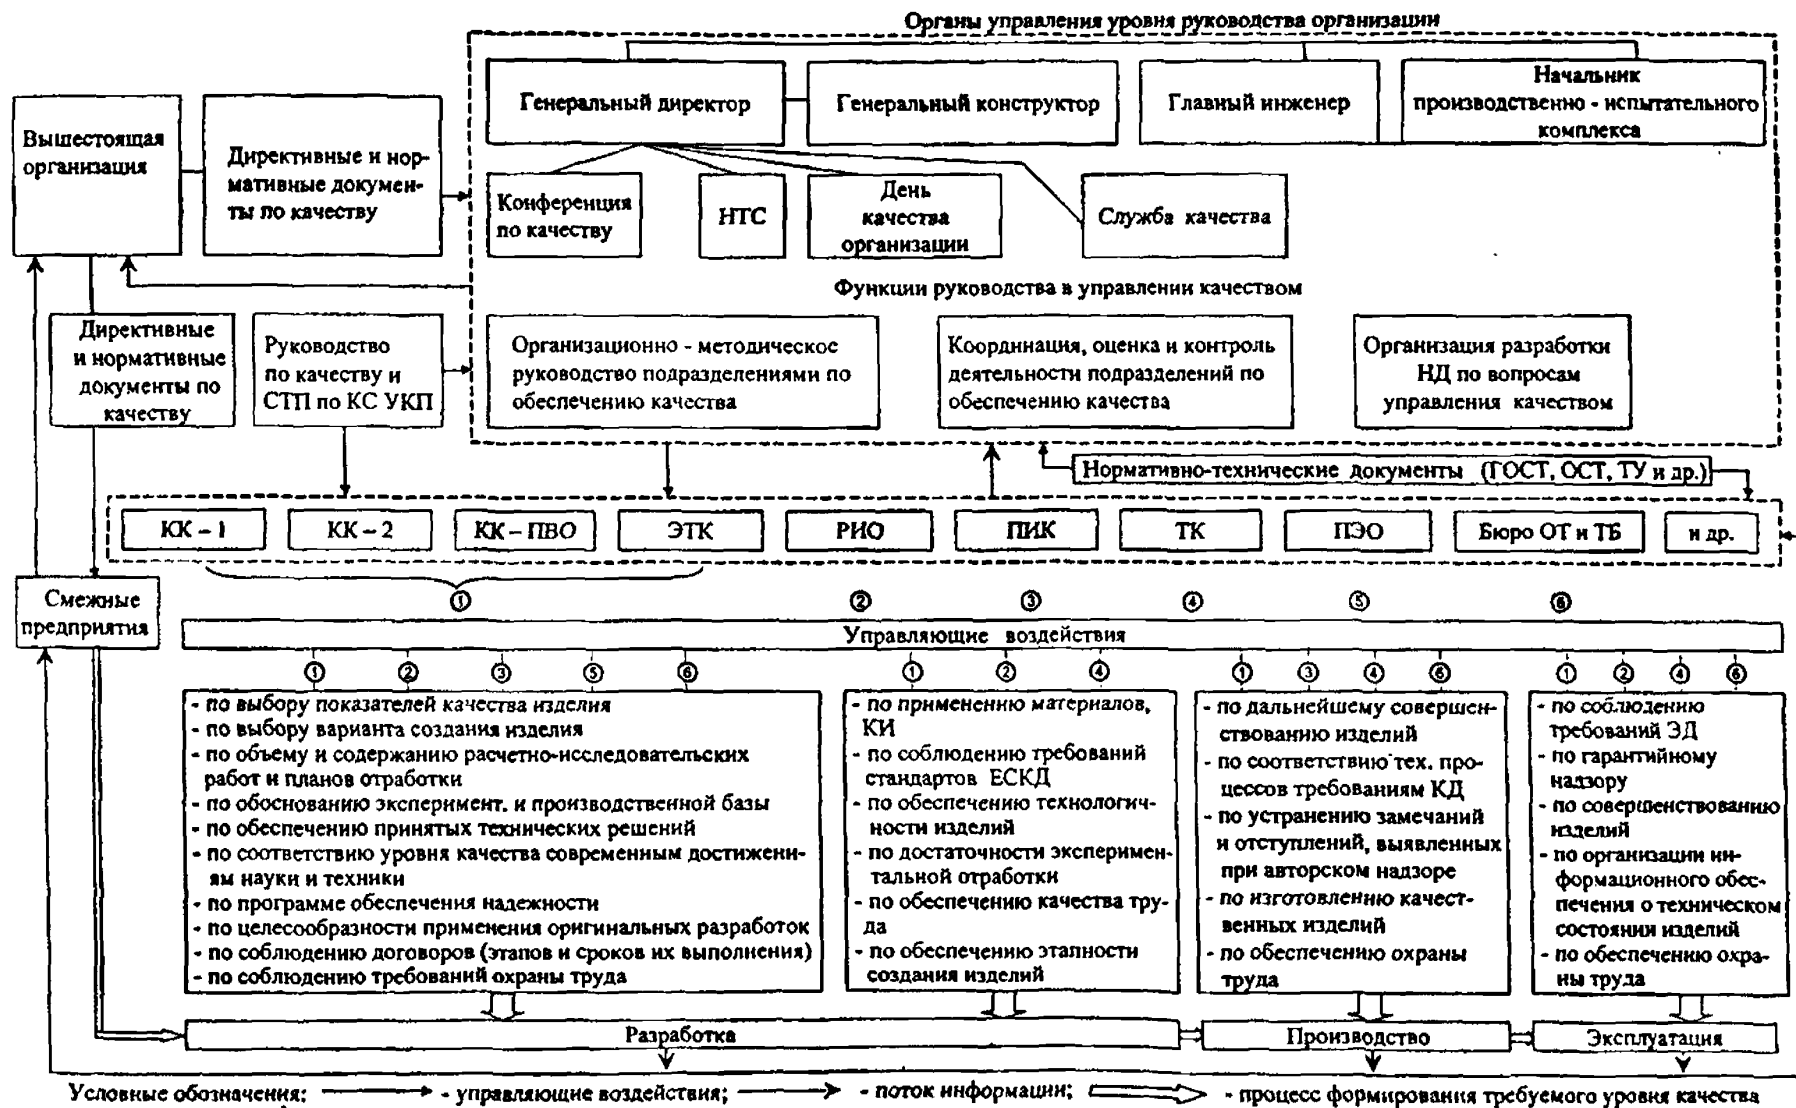 Органы управления уровня руководства организации
Генеральный директор
Генеральный конструктор
Главный инженер
Начальник
производственно - испытательного
комплекса
Вышестоящая
организация
Директивные и нор-
мативные докумен-
ты по качеству
Конференция
по качеству
НТС
День
качества
организации
Служба качества
Функции руководства в управлении качеством
Директивные
и нормативные
документы по
качеству
Руководство
по качеству и
СТП по КС УКП
Организационно - методическое
руководство подразделениями по
обеспечению качества
Координация, оценка и контроль
деятельности подразделений по
обеспечению качества
Организация разработки
НД по вопросам
управления качеством
Нормативно-технические документы (ГОСТ, ОСТ, ТУ и др.)
КК – 1
КК – 2
КК – ПВО
ЭТК
РИО
ПИК
ТК
ПЭО
Бюро ОТ и ТБ
и др.
Смежные
предприятия
① ② ③ ④ ⑤ ⑥
Управляющие воздействия
① ② ③ ⑤ ⑥
- по выбору показателей качества изделия
- по выбору варианта создания изделия
- по объему и содержанию расчетно-исследовательских
работ и планов отработки
- по обоснованию эксперимент. и производственной базы
- по обеспечению принятых технических решений
- по соответствию уровня качества современным достижени-
ям науки и техники
- по программе обеспечения надежности
- по целесообразности применения оригинальных разработок
- по соблюдению договоров (этапов и сроков их выполнения)
- по соблюдению требований охраны труда
① ② ④
- по применению материалов,
КИ
- по соблюдению требований
стандартов ЕСКД
- по обеспечению технологич-
ности изделий
- по достаточности эксперимен-
тальной отработки
- по обеспечению качества тру-
да
- по обеспечению этапности
создания изделий
① ③ ④ ⑥
- по дальнейшему совершен-
ствованию изделий
- по соответствию тех. про-
цессов требованиям КД
- по устранению замечаний
и отступлений, выявленных
при авторском надзоре
- по изготовлению качест-
венных изделий
- по обеспечению охраны
труда
① ② ④ ⑥
- по соблюдению
требований ЭД
- по гарантийному
надзору
- по совершенствованию
изделий
- по организации ин-
формационного обес-
печения о техническом
состоянии изделий
- по обеспечению охра-
ны труда
Разработка
Производство
Эксплуатация
Условные обозначения: - управляющие воздействия; - поток информации; - процесс формирования требуемого уровня качества